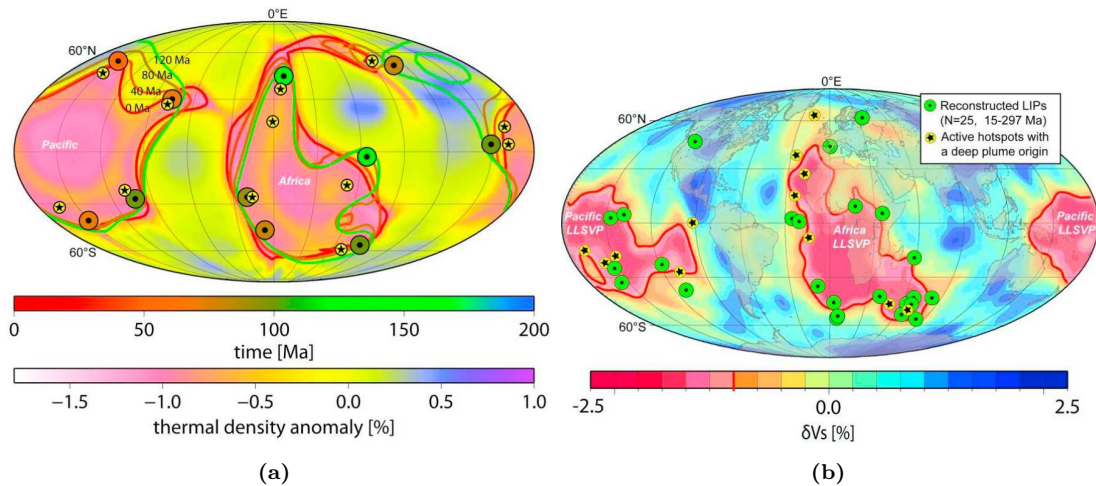 0°E
60°N
120 Ma
80 Ma
40 Ma
0 Ma
Pacific
Africa
60°S
0 50 100 150 200
time [Ma]
−1.5 −1.0 −0.5 0.0 0.5 1.0
thermal density anomaly [%]
(a)
0°E
60°N
Reconstructed LIPs
(N=25, 15-297 Ma)
Active hotspots with
a deep plume origin
Pacific
LLSVP
Africa
LLSVP
Pacific
LLSVP
60°S
-2.5 0.0 2.5
δVs [%]
(b)